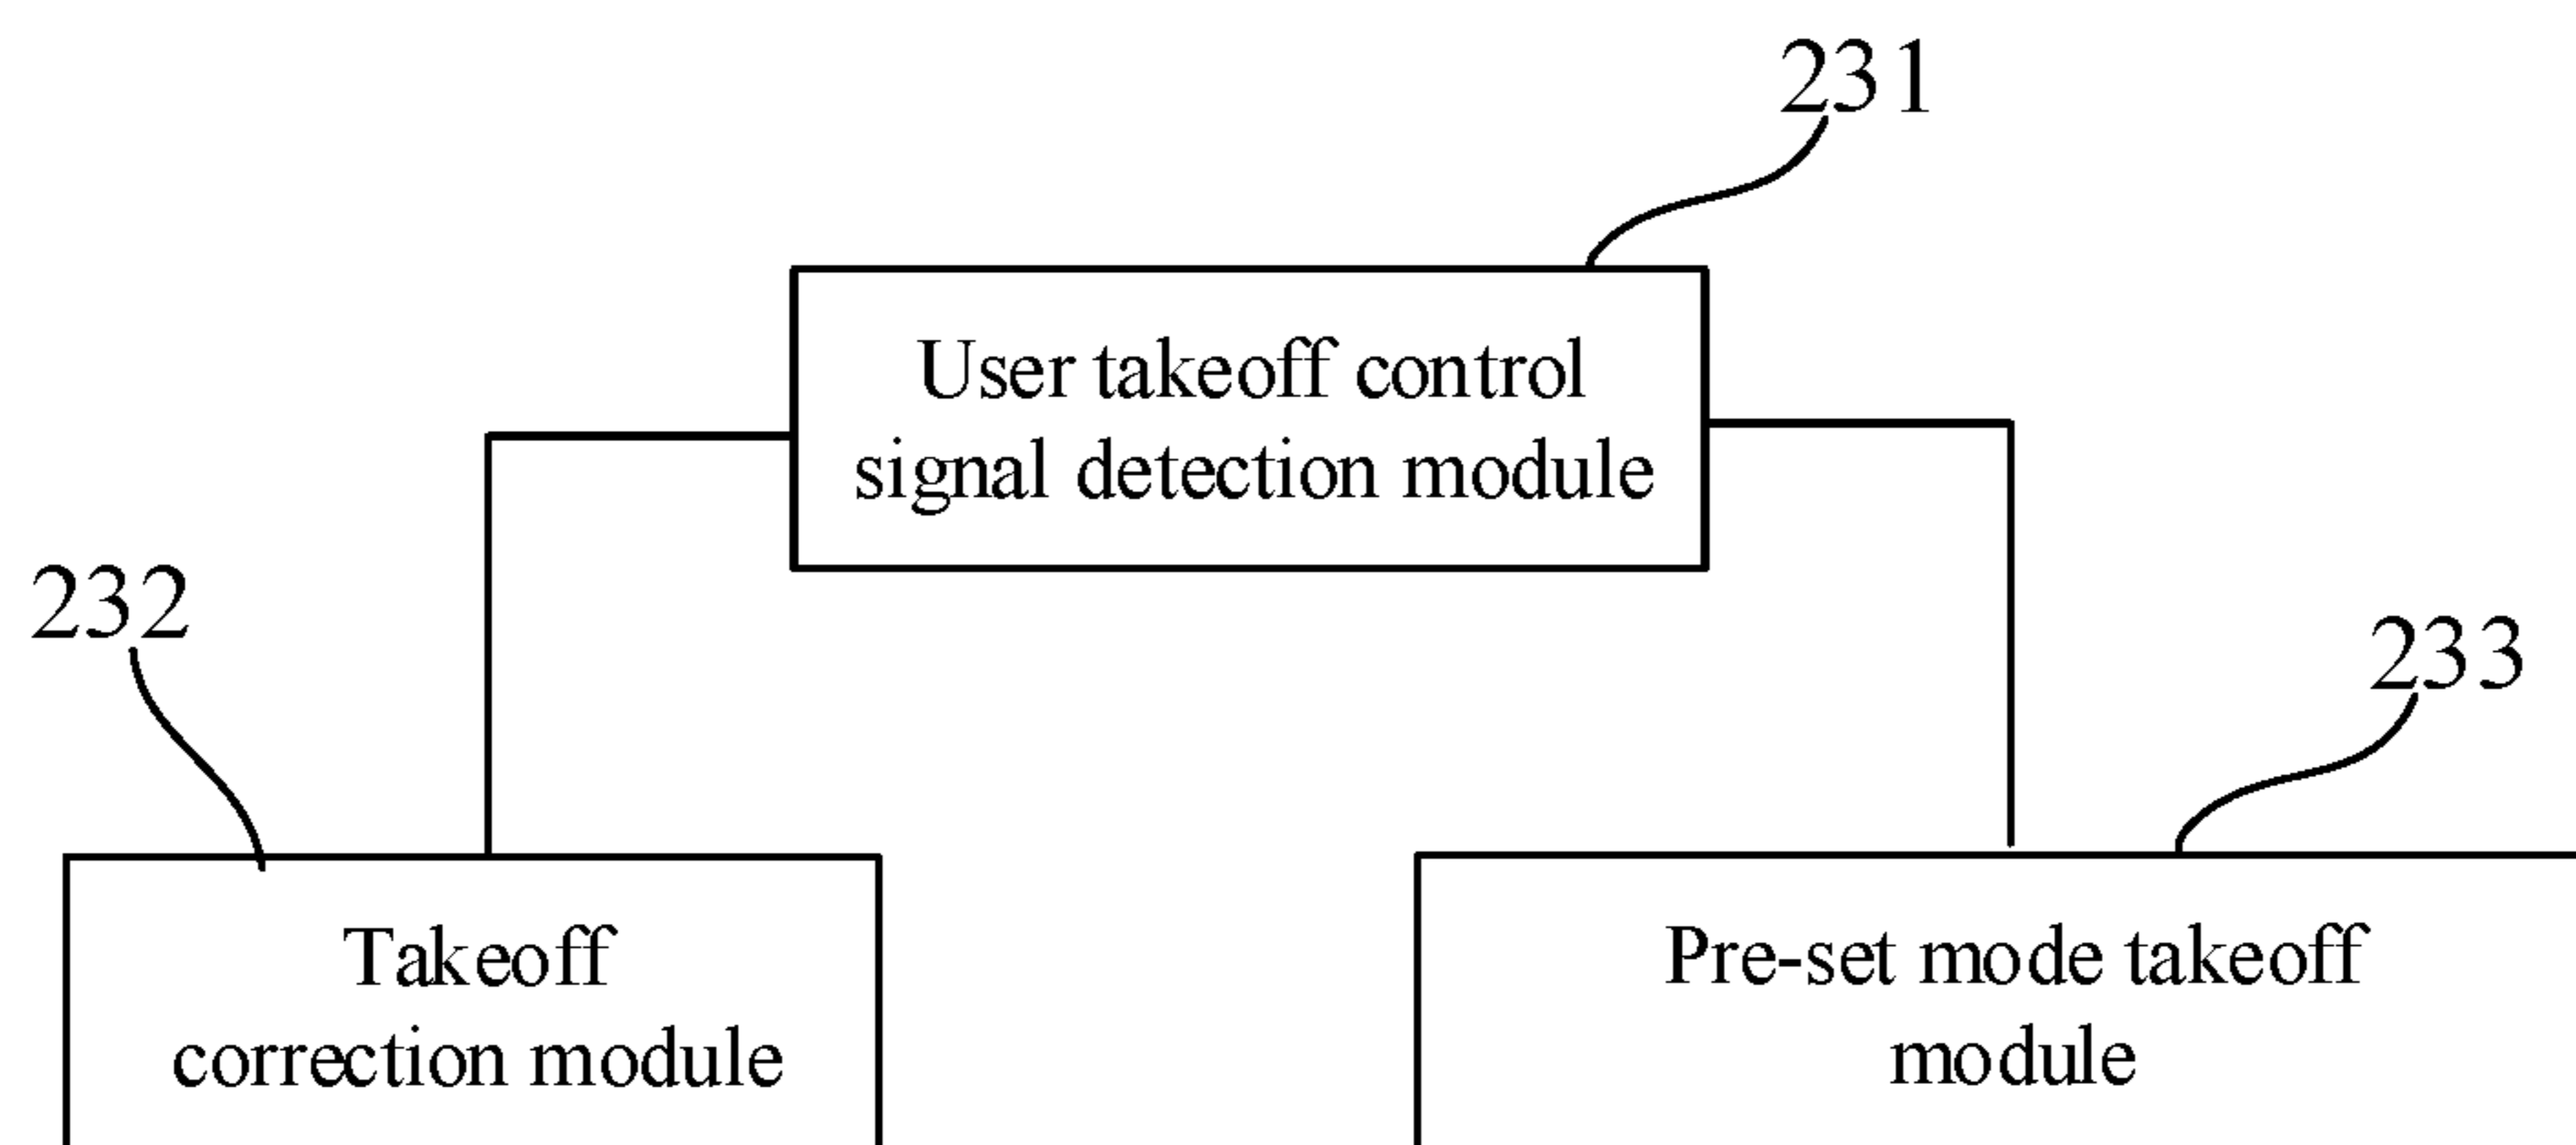 231
User takeoff control
signal detection module
232
233
Takeoff
correction module
Pre-set mode takeoff
module